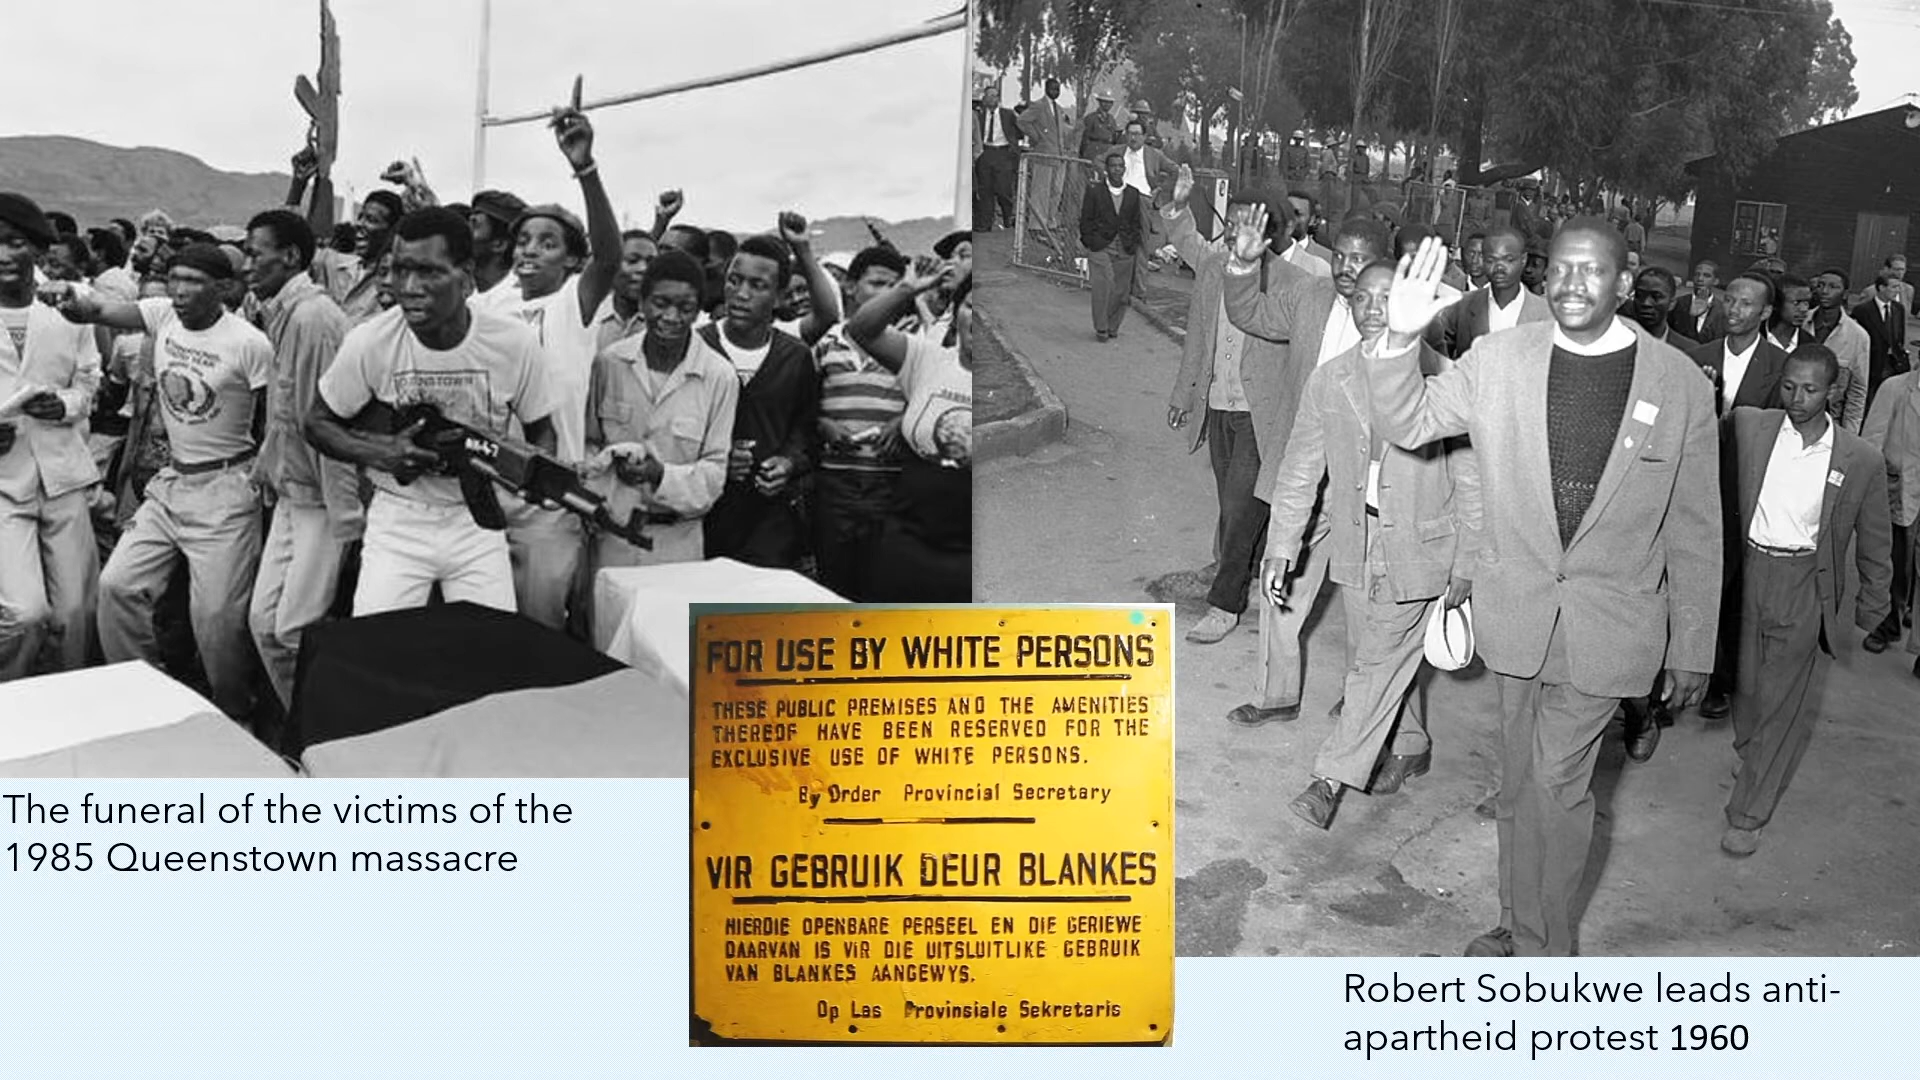 AK47
The funeral of the victims of the
1985 Queenstown massacre
FOR USE BY WHITE PERSONS
THESE PUBLIC PREMISES AND THE AMENITIES
THEREOF HAVE BEEN RESERVED FOR THE
EXCLUSIVE USE OF WHITE PERSONS.
By Order Provincial Secretary
VIR GEBRUIK DEUR BLANKES
HIERDIE OPENBARE PERSEEL EN DIE GERIEWE
DAARVAN IS VIR DIE UITSLUITLIKE GEBRUIK
VAN BLANKES AANGEWYS.
Op Las Provinsiale Sekretaris
Robert Sobukwe leads anti-
apartheid protest 1960